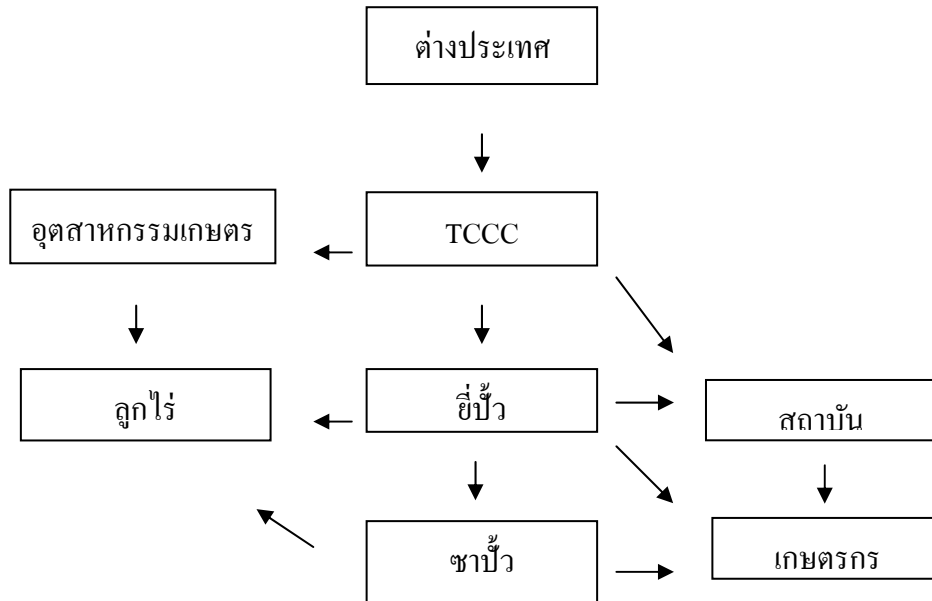 ต่างประเทศ
อุตสาหกรรมเกษตร
TCCC
ลูกไร่
ยี่ปั๊ว
สถาบัน
ซาปั๊ว
เกษตรกร